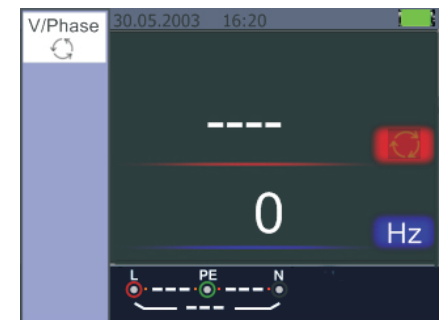 V/Phase
30.05.2003 16:20
----
0
Hz
L PE N
--- ---
---